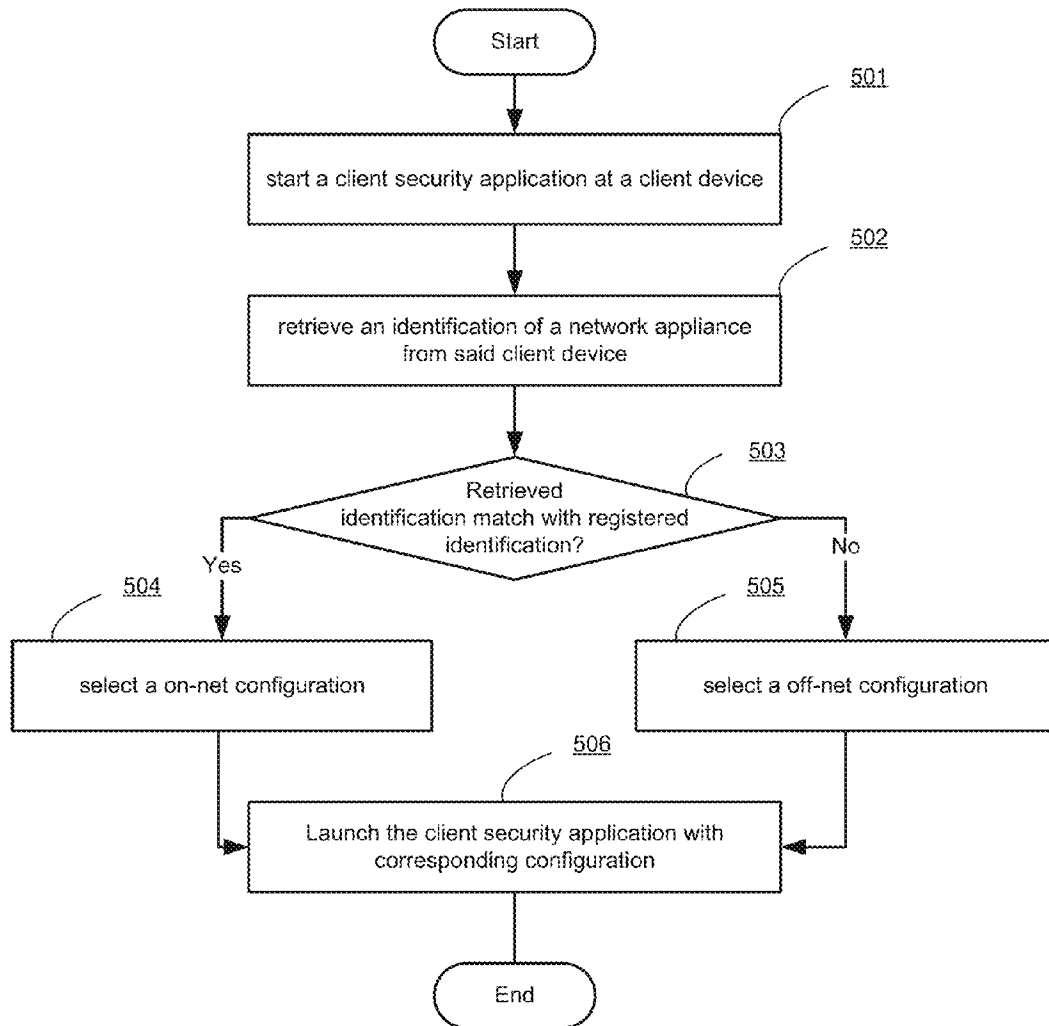 Start
501
start a client security application at a client device
502
retrieve an identification of a network appliance
from said client device
503
Retrieved
identification match with registered
identification?
Yes
No
504
505
select a on-net configuration
select a off-net configuration
506
Launch the client security application with
corresponding configuration
End